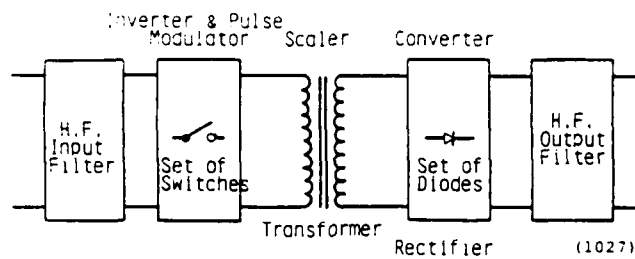 Inverter & Pulse
Modulator
Scaler
Converter
H.F.
Input
Filter
Set of
Switches
Set of
Diodes
H.F.
Output
Filter
Transformer
Rectifier
(1027)